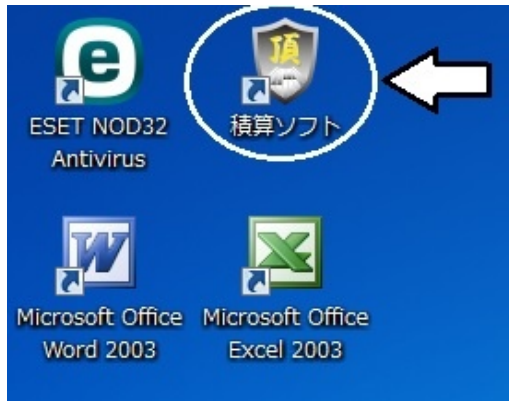 e
頂
ESET NOD32
Antivirus
積算ソフト
W
X
Microsoft Office
Word 2003
Microsoft Office
Excel 2003